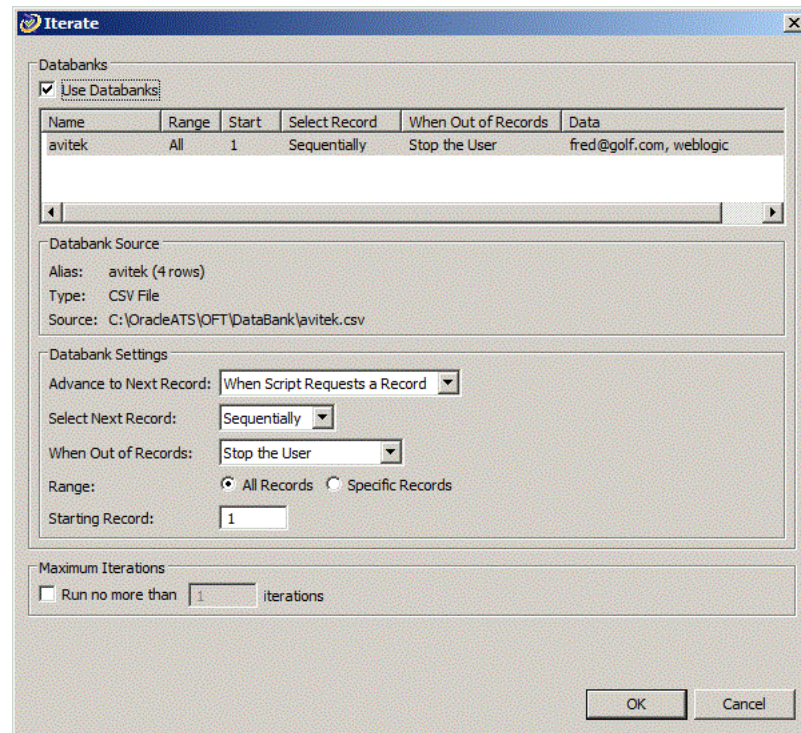 Iterate
Databanks
Use Databanks
Name Range Start Select Record When Out of Records Data
avitek All 1 Sequentially Stop the User fred@golf.com, weblogic
Databank Source
Alias: avitek (4 rows)
Type: CSV File
Source: C:\OracleATS\OFT\DataBank\avitek.csv
Databank Settings
Advance to Next Record: When Script Requests a Record
Select Next Record: Sequentially
When Out of Records: Stop the User
Range: All Records Specific Records
Starting Record: 1
Maximum Iterations
Run no more than 1 iterations
OK Cancel